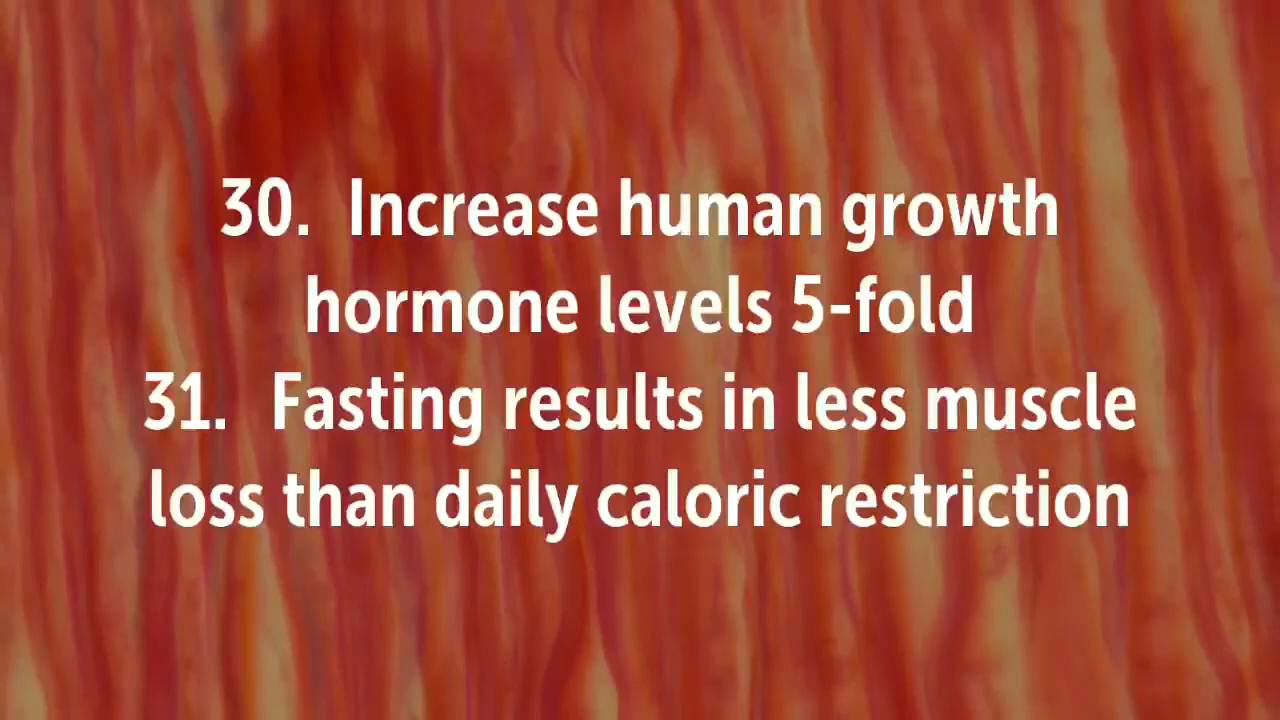 30. Increase human growth
hormone levels 5-fold
31. Fasting results in less muscle
loss than daily caloric restriction